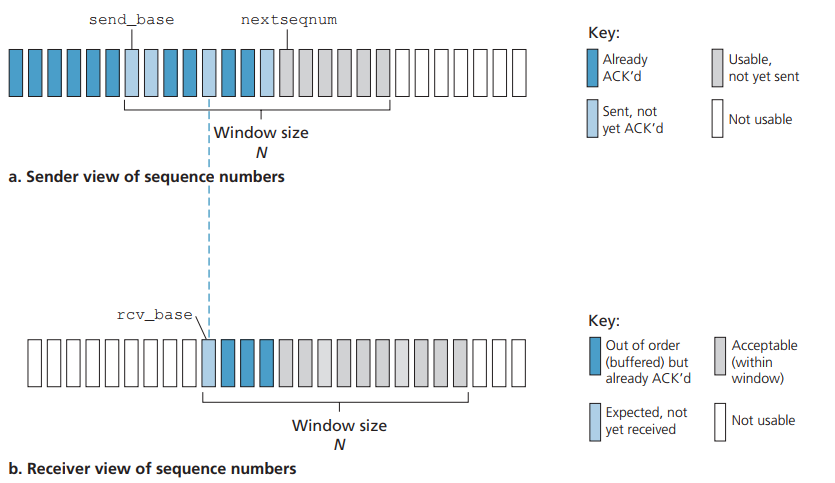 send_base
nextseqnum
Window size
N
Key:
Already
ACK’d
Usable,
not yet sent
Sent, not
yet ACK’d
Not usable
a. Sender view of sequence numbers
rcv_base
Window size
N
Key:
Out of order
(buffered) but
already ACK’d
Acceptable
(within
window)
Expected, not
yet received
Not usable
b. Receiver view of sequence numbers